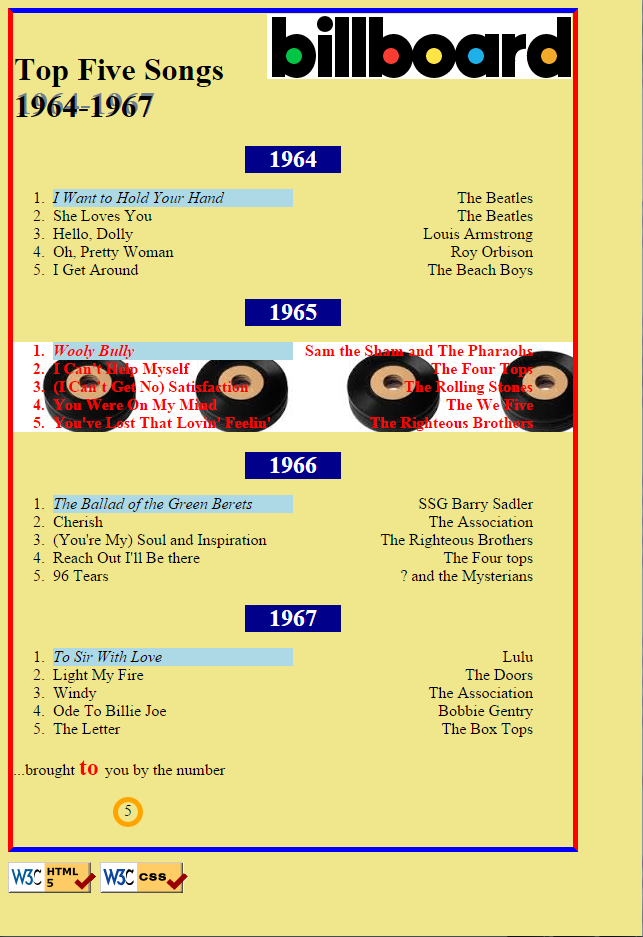 billboard
Top Five Songs
1964-1967
1964
1. I Want to Hold Your Hand The Beatles
2. She Loves You The Beatles
3. Hello, Dolly Louis Armstrong
4. Oh, Pretty Woman Roy Orbison
5. I Get Around The Beach Boys
1965
1. Wooly Bully Sam the Sham and The Pharaohs
2. I Can't Help Myself The Four Tops
3. (I Can't Get No) Satisfaction The Rolling Stones
4. You Were On My Mind The We Five
5. You've Lost That Lovin' Feelin' The Righteous Brothers
1966
1. The Ballad of the Green Berets SSG Barry Sadler
2. Cherish The Association
3. (You're My) Soul and Inspiration The Righteous Brothers
4. Reach Out I'll Be there The Four tops
5. 96 Tears ? and the Mysterians
1967
1. To Sir With Love Lulu
2. Light My Fire The Doors
3. Windy The Association
4. Ode To Billie Joe Bobbie Gentry
5. The Letter The Box Tops
...brought to you by the number
5
W3C HTML 5
W3C CSS